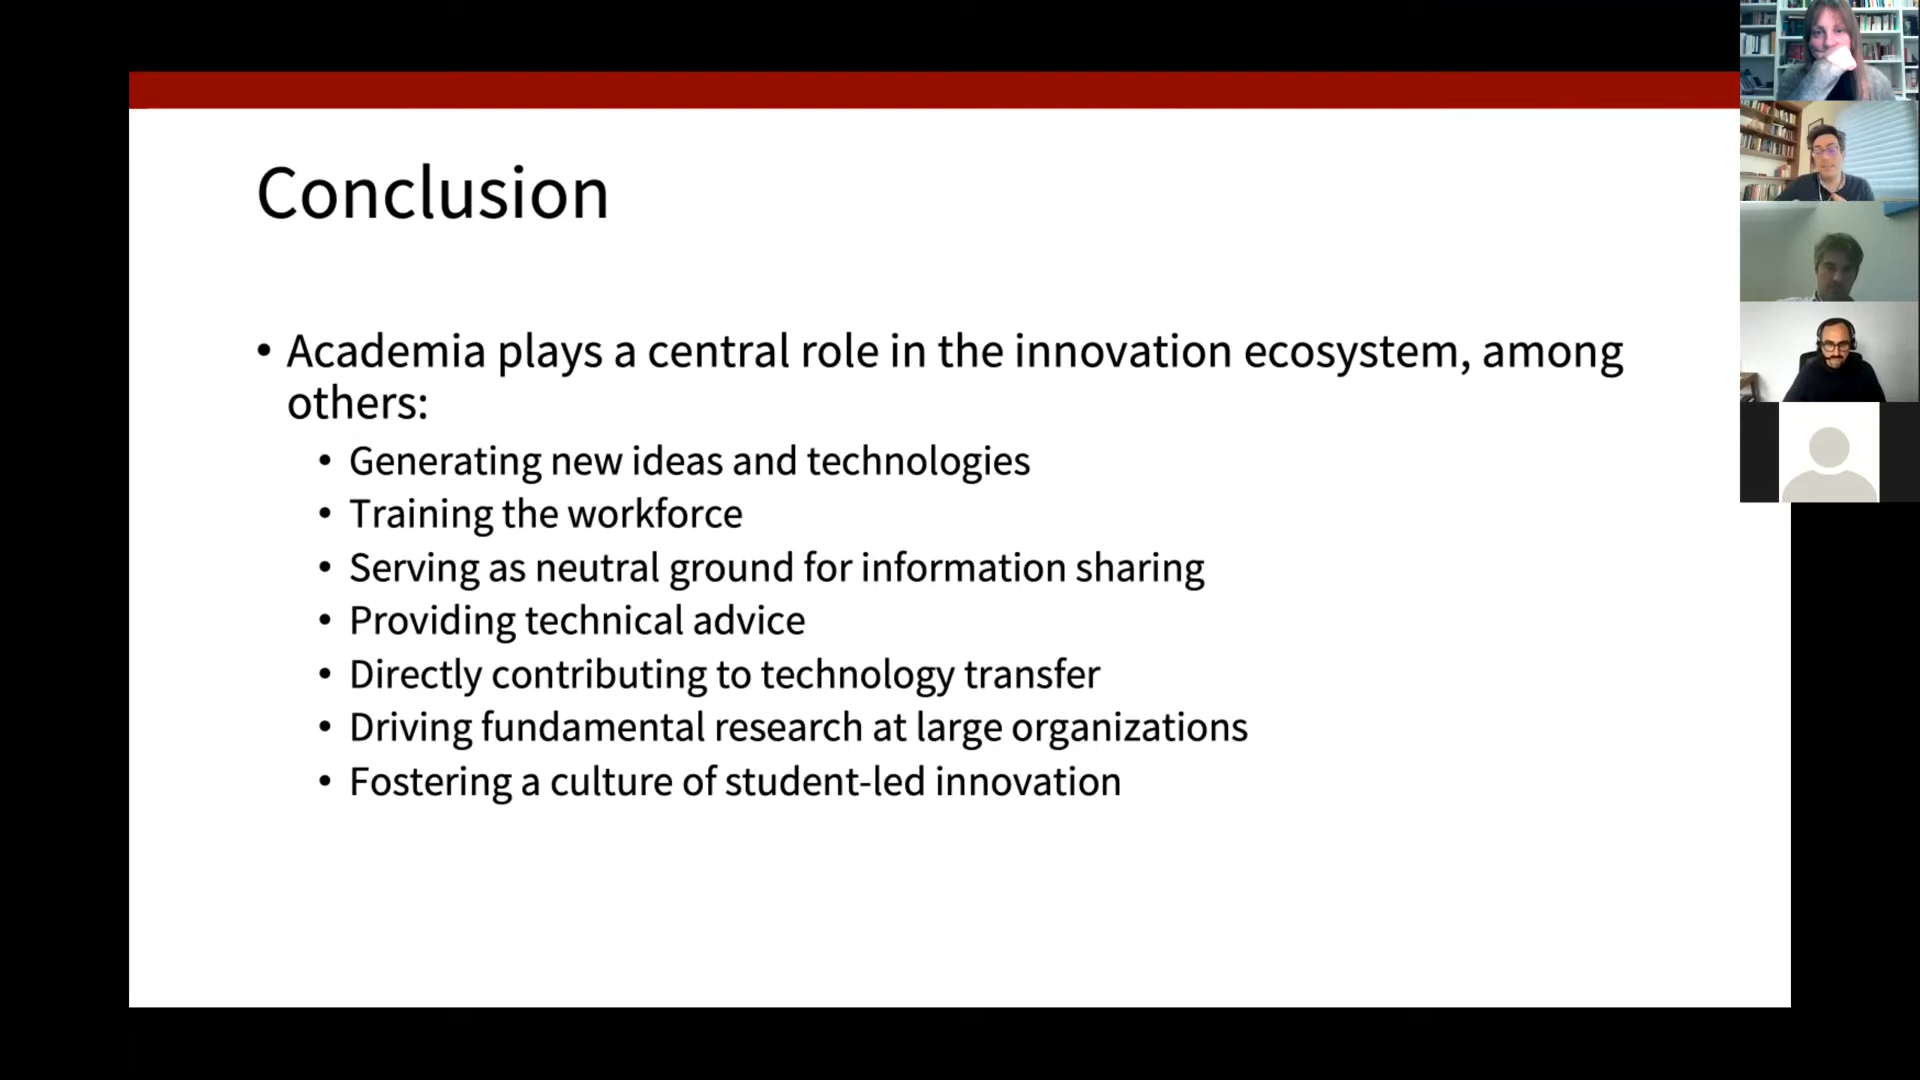 Conclusion
• Academia plays a central role in the innovation ecosystem, among
others:
• Generating new ideas and technologies
• Training the workforce
• Serving as neutral ground for information sharing
• Providing technical advice
• Directly contributing to technology transfer
• Driving fundamental research at large organizations
• Fostering a culture of student-led innovation